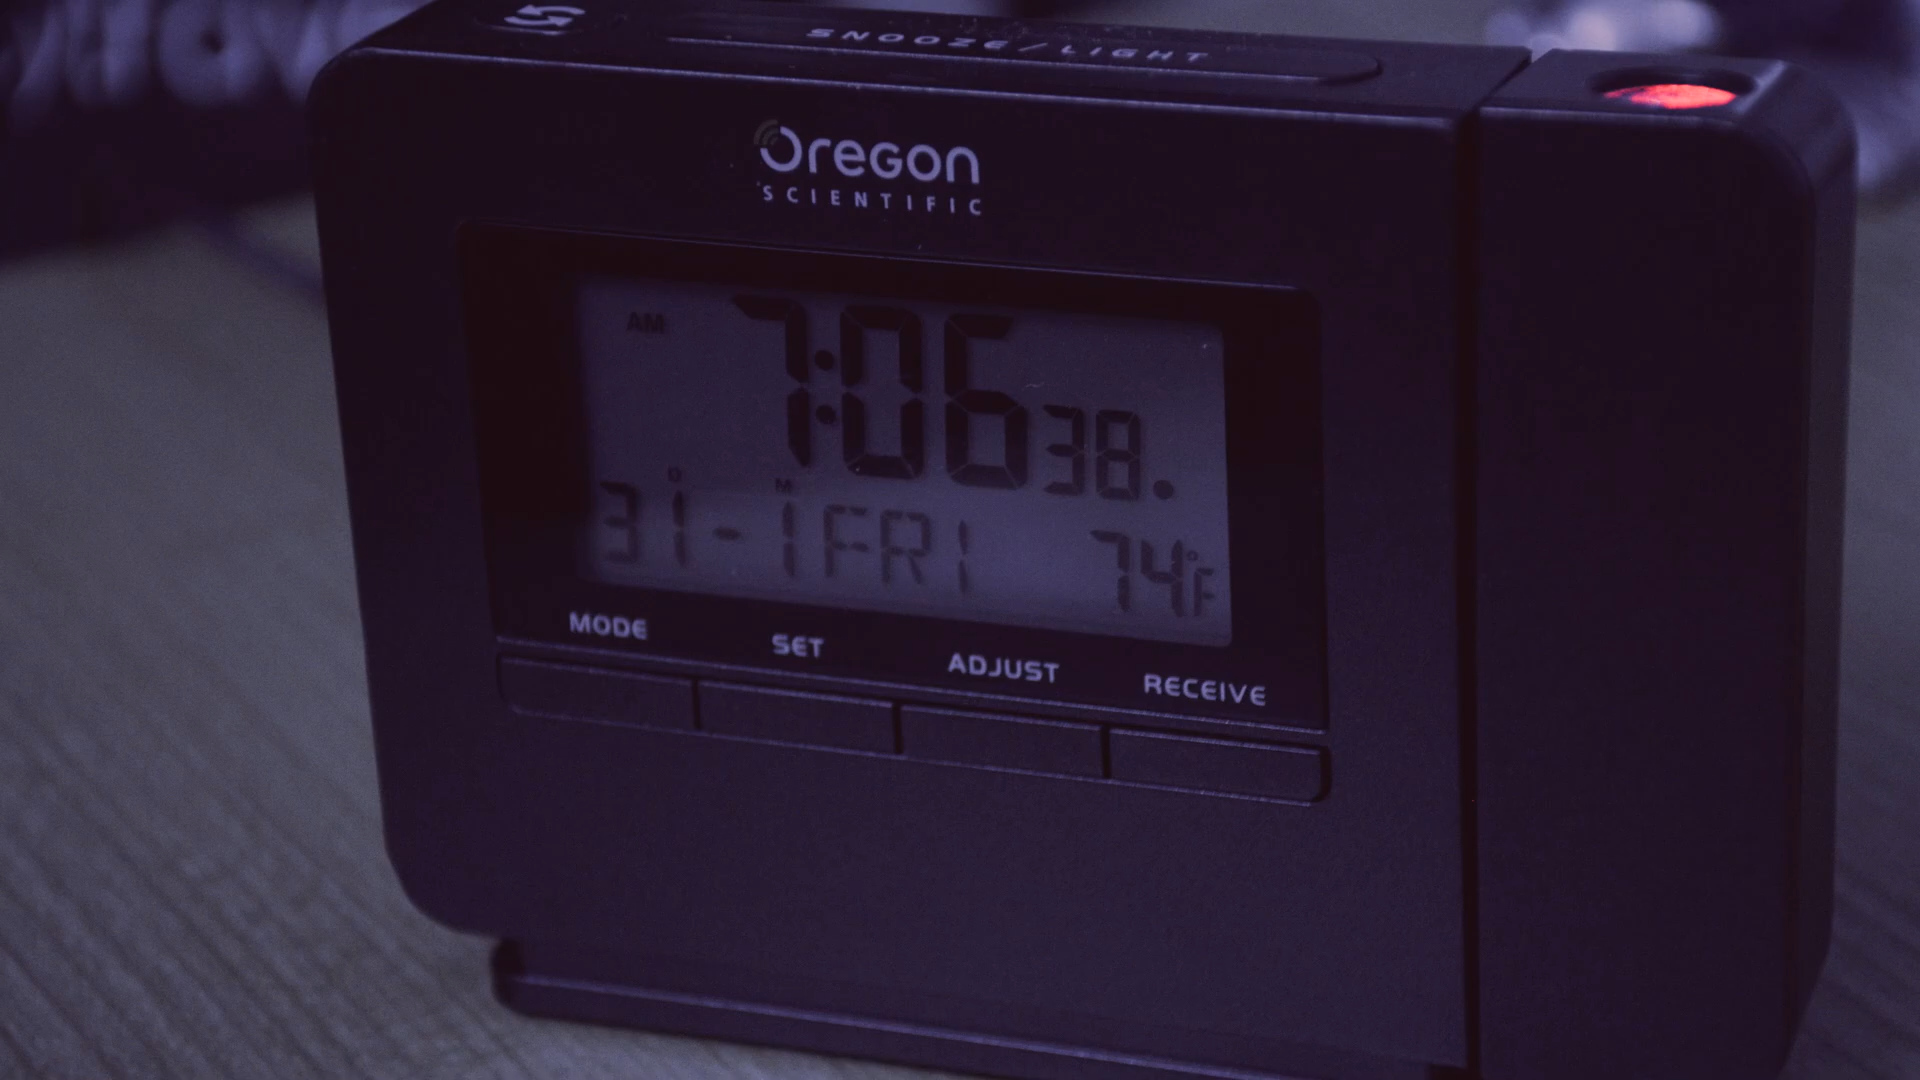 SNOOZE/LIGHT
Oregon
SCIENTIFIC
AM 7:06 38
D M
31-1 FRI 74°F
MODE SET ADJUST RECEIVE